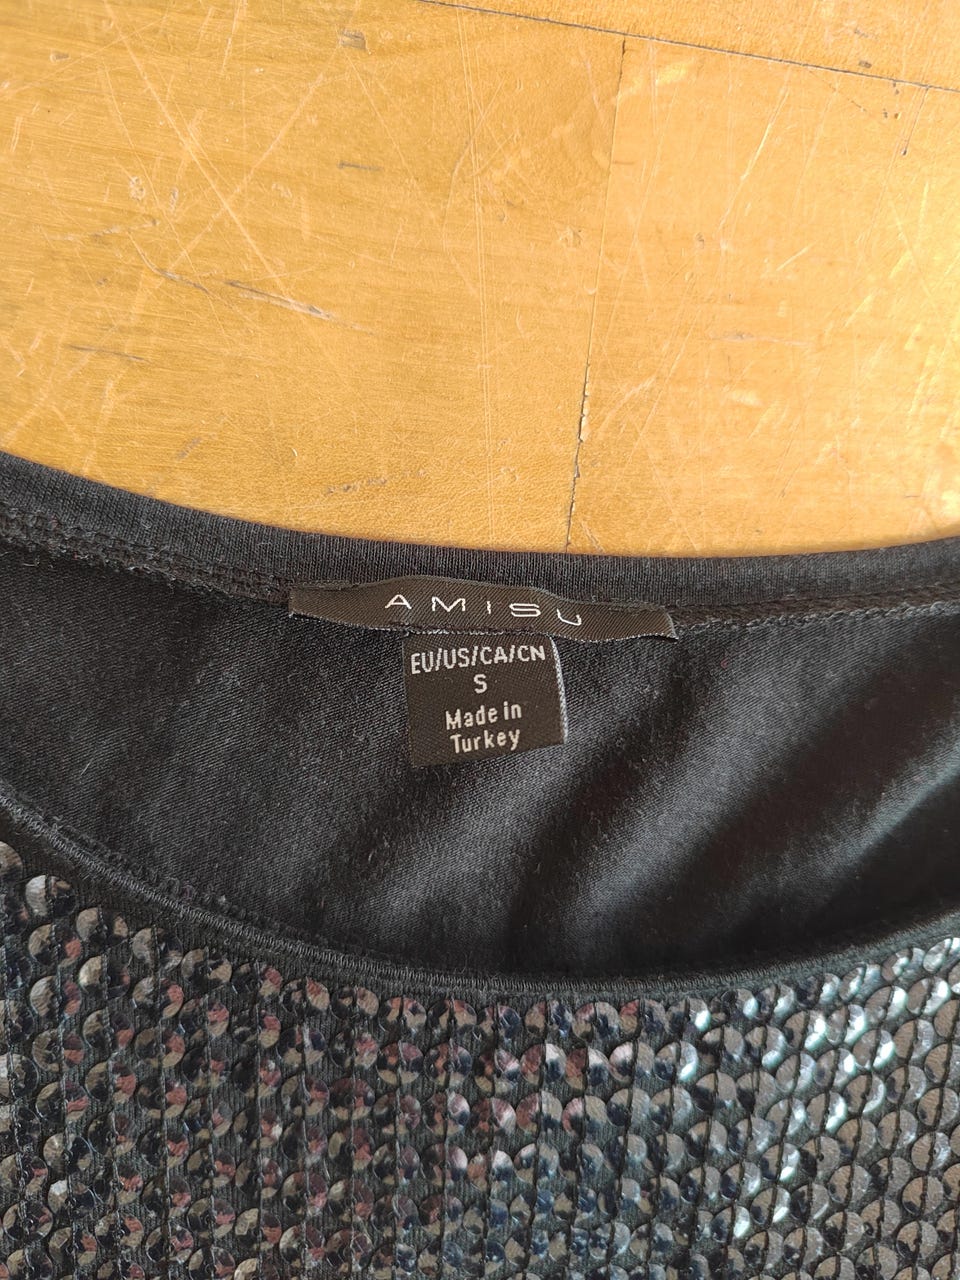 AMISU
EU/US/CA/CN
S
Made in
Turkey